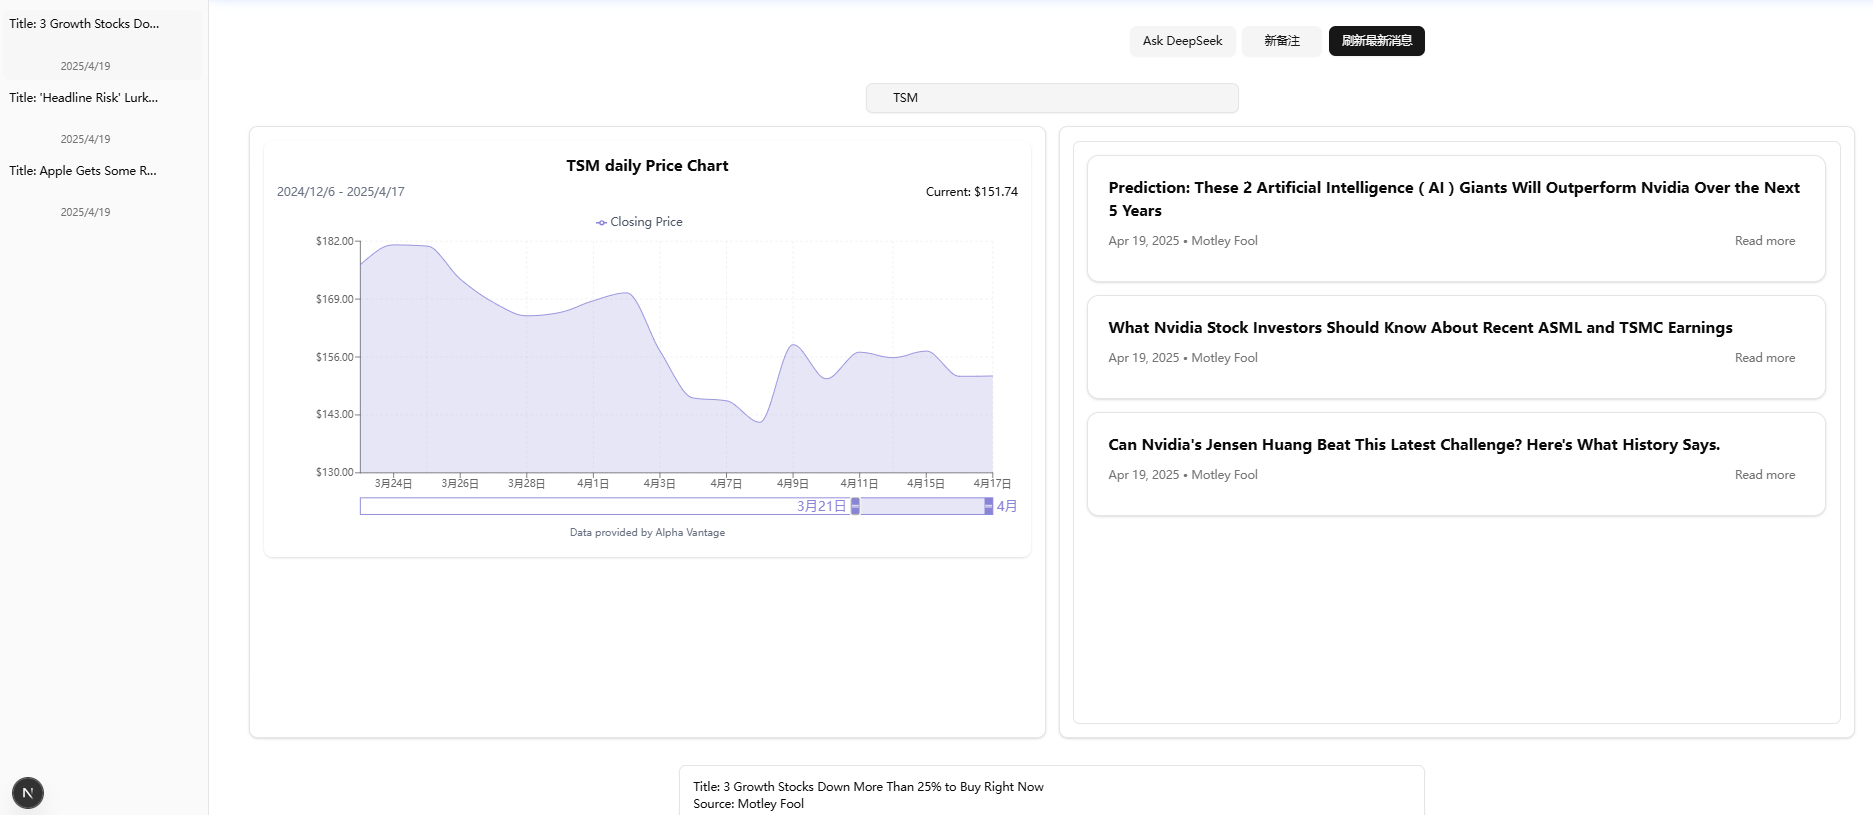 Title: 3 Growth Stocks Do...
2025/4/19
Title: 'Headline Risk' Lurk...
2025/4/19
Title: Apple Gets Some R...
2025/4/19
N
Ask DeepSeek
新备注
刷新最新消息
TSM
TSM daily Price Chart
2024/12/6 - 2025/4/17
Current: $151.74
Closing Price
$182.00
$169.00
$156.00
$143.00
$130.00
3月24日 3月26日 3月28日 4月1日 4月3日 4月7日 4月9日 4月11日 4月15日 4月17日
3月21日 4月
Data provided by Alpha Vantage
Prediction: These 2 Artificial Intelligence ( AI ) Giants Will Outperform Nvidia Over the Next
5 Years
Apr 19, 2025 • Motley Fool
Read more
What Nvidia Stock Investors Should Know About Recent ASML and TSMC Earnings
Apr 19, 2025 • Motley Fool
Read more
Can Nvidia's Jensen Huang Beat This Latest Challenge? Here's What History Says.
Apr 19, 2025 • Motley Fool
Read more
Title: 3 Growth Stocks Down More Than 25% to Buy Right Now
Source: Motley Fool